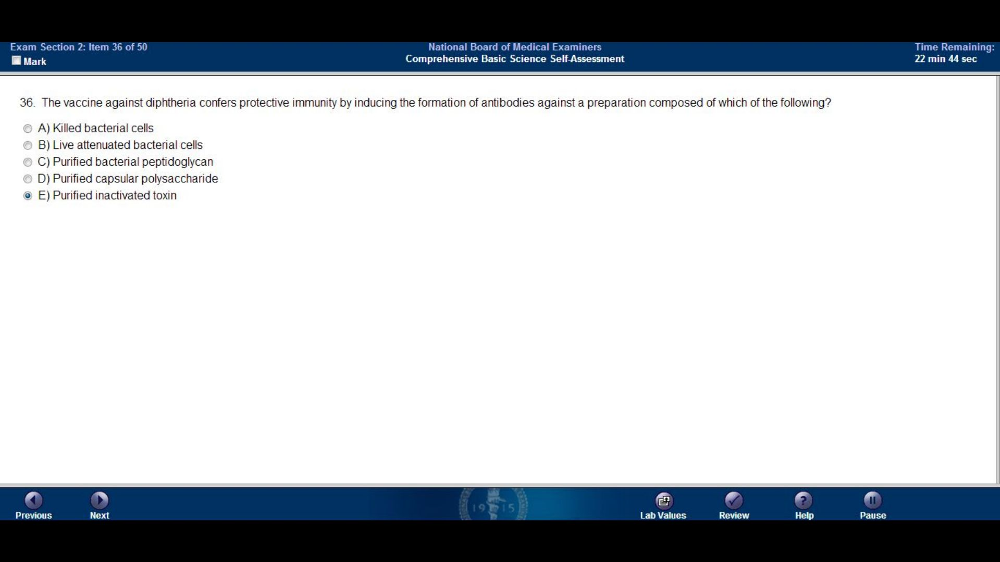 Exam Section 2: Item 36 of 50
National Board of Medical Examiners
Time Remaining:
Mark
Comprehensive Basic Science Self-Assessment
22 min 44 sec
36. The vaccine against diphtheria confers protective immunity by inducing the formation of antibodies against a preparation composed of which of the following?
A) Killed bacterial cells
B) Live attenuated bacterial cells
C) Purified bacterial peptidoglycan
D) Purified capsular polysaccharide
E) Purified inactivated toxin
1915
Previous
Next
Lab Values
Review
Help
Pause